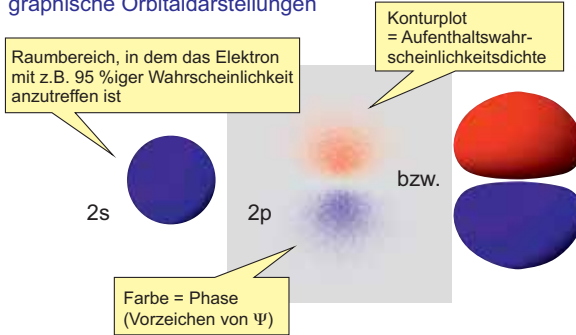 graphische Orbitaldarstellungen
Raumbereich, in dem das Elektron
mit z.B. 95 %iger Wahrscheinlichkeit
anzutreffen ist
Konturplot
= Aufenthaltswahr-
scheinlichkeitsdichte
2s
2p
bzw.
Farbe = Phase
(Vorzeichen von Ψ)